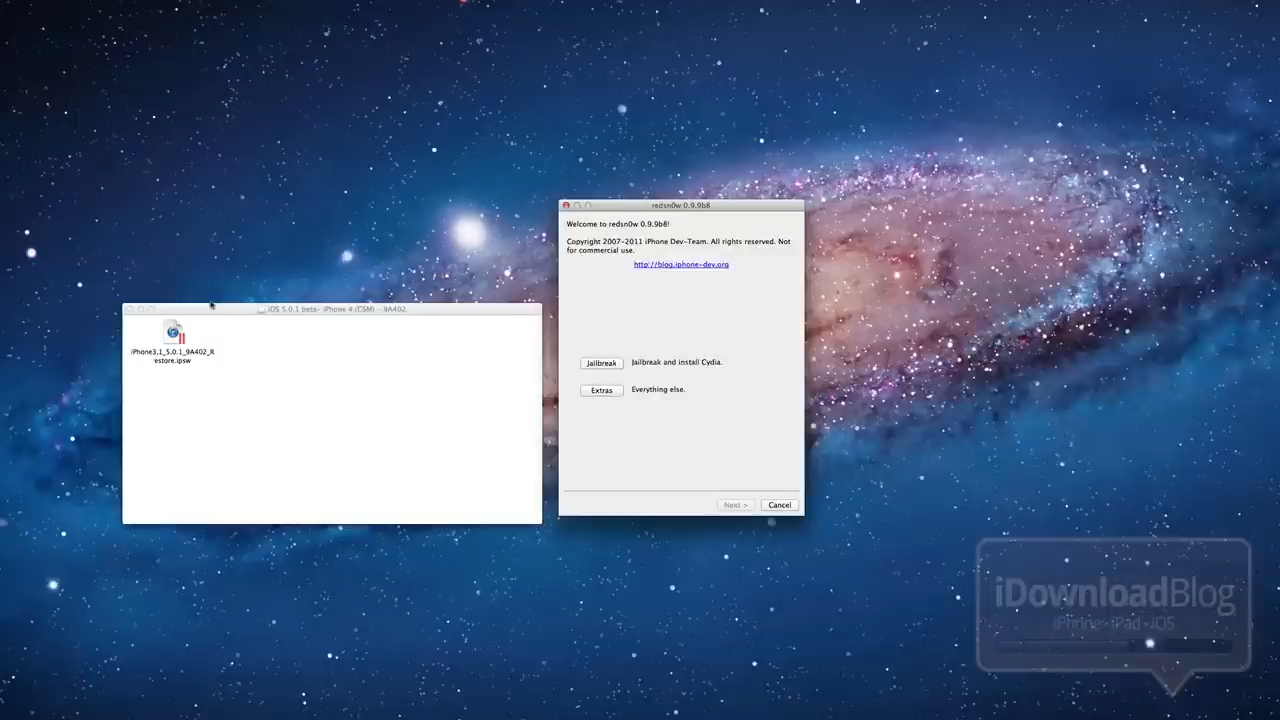 redsn0w 0.9.9b8
Welcome to redsn0w 0.9.9b8!
Copyright 2007-2011 iPhone Dev-Team. All rights reserved. Not
for commercial use.
http://blog.iphone-dev.org
iOS 5.0.1 beta- iPhone 4 (GSM) - 9A402
iPhone3,1_5.0.1_9A402_R
estore.ipsw
Jailbreak
Jailbreak and install Cydia.
Extras
Everything else.
Next >
Cancel
iDownloadBlog
iPhone · iPad · iOS